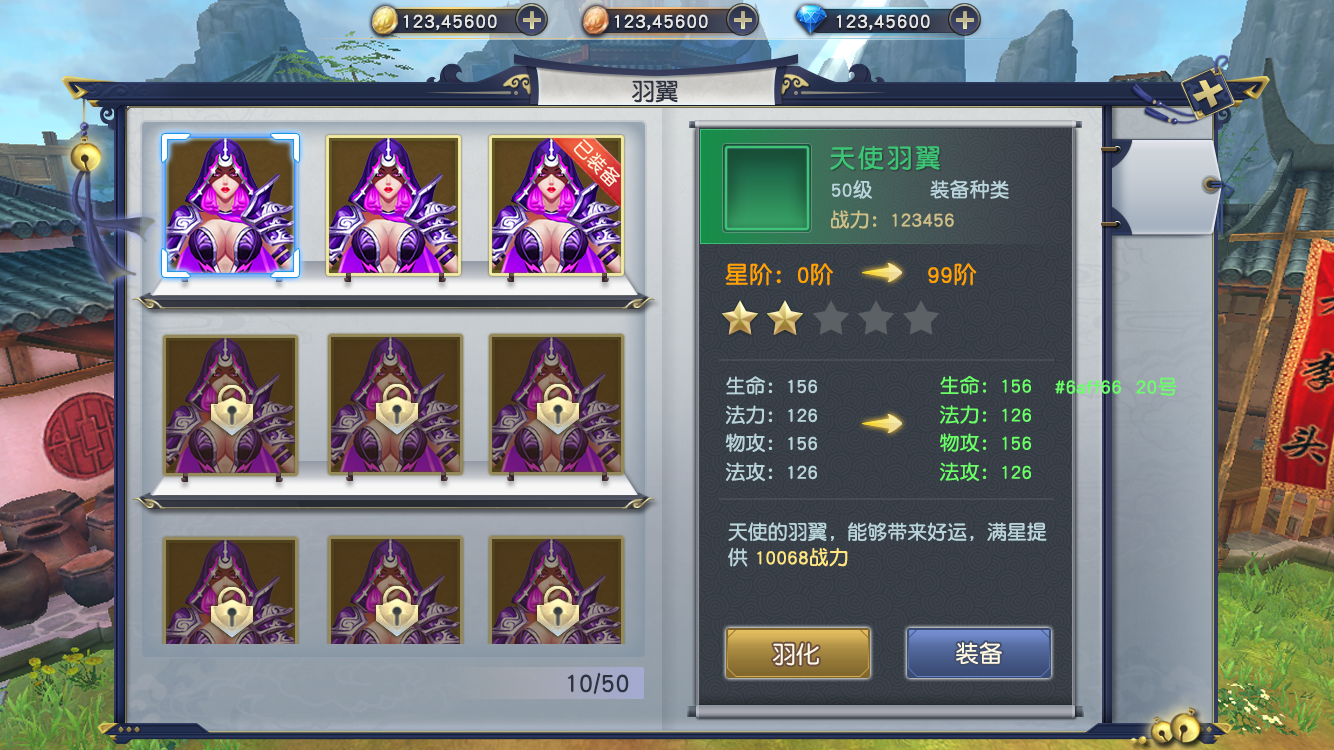 123,45600 123,45600 123,45600
羽翼
已装备
天使羽翼
50级 装备种类
战力：123456
星阶：0阶 99阶
生命：156 生命：156 #6aff66 20号
法力：126 法力：126
物攻：156 物攻：156
法攻：126 法攻：126
天使的羽翼，能够带来好运，满星提
供 10068战力
羽化 装备
10/50
李
头